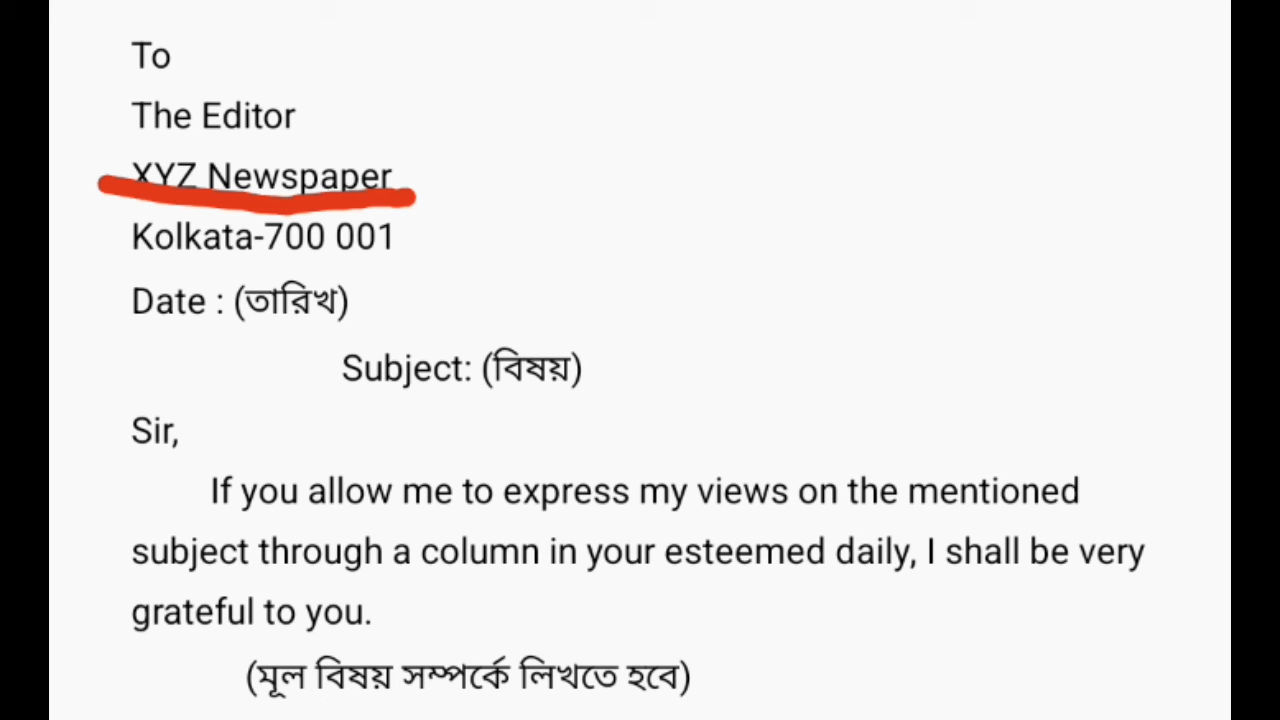 To
The Editor
XYZ Newspaper
Kolkata-700 001
Date : (তারিখ)
Subject: (বিষয়)
Sir,
If you allow me to express my views on the mentioned
subject through a column in your esteemed daily, I shall be very
grateful to you.
(মূল বিষয় সম্পর্কে লিখতে হবে)